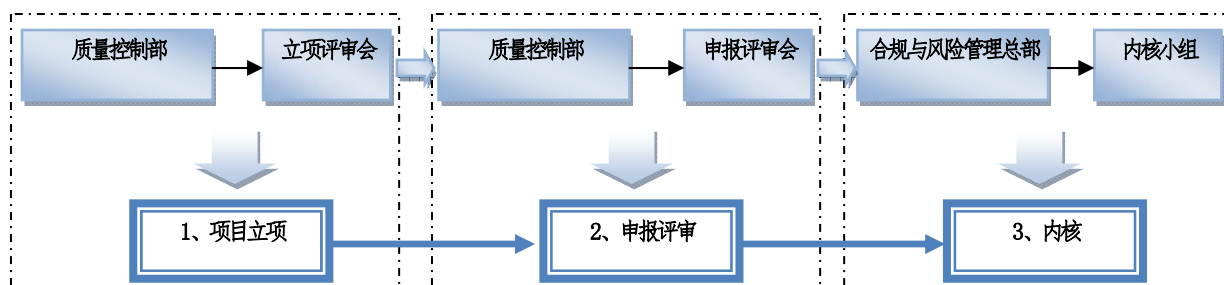 质量控制部
立项评审会
质量控制部
申报评审会
合规与风险管理总部
内核小组
1、项目立项
2、申报评审
3、内核